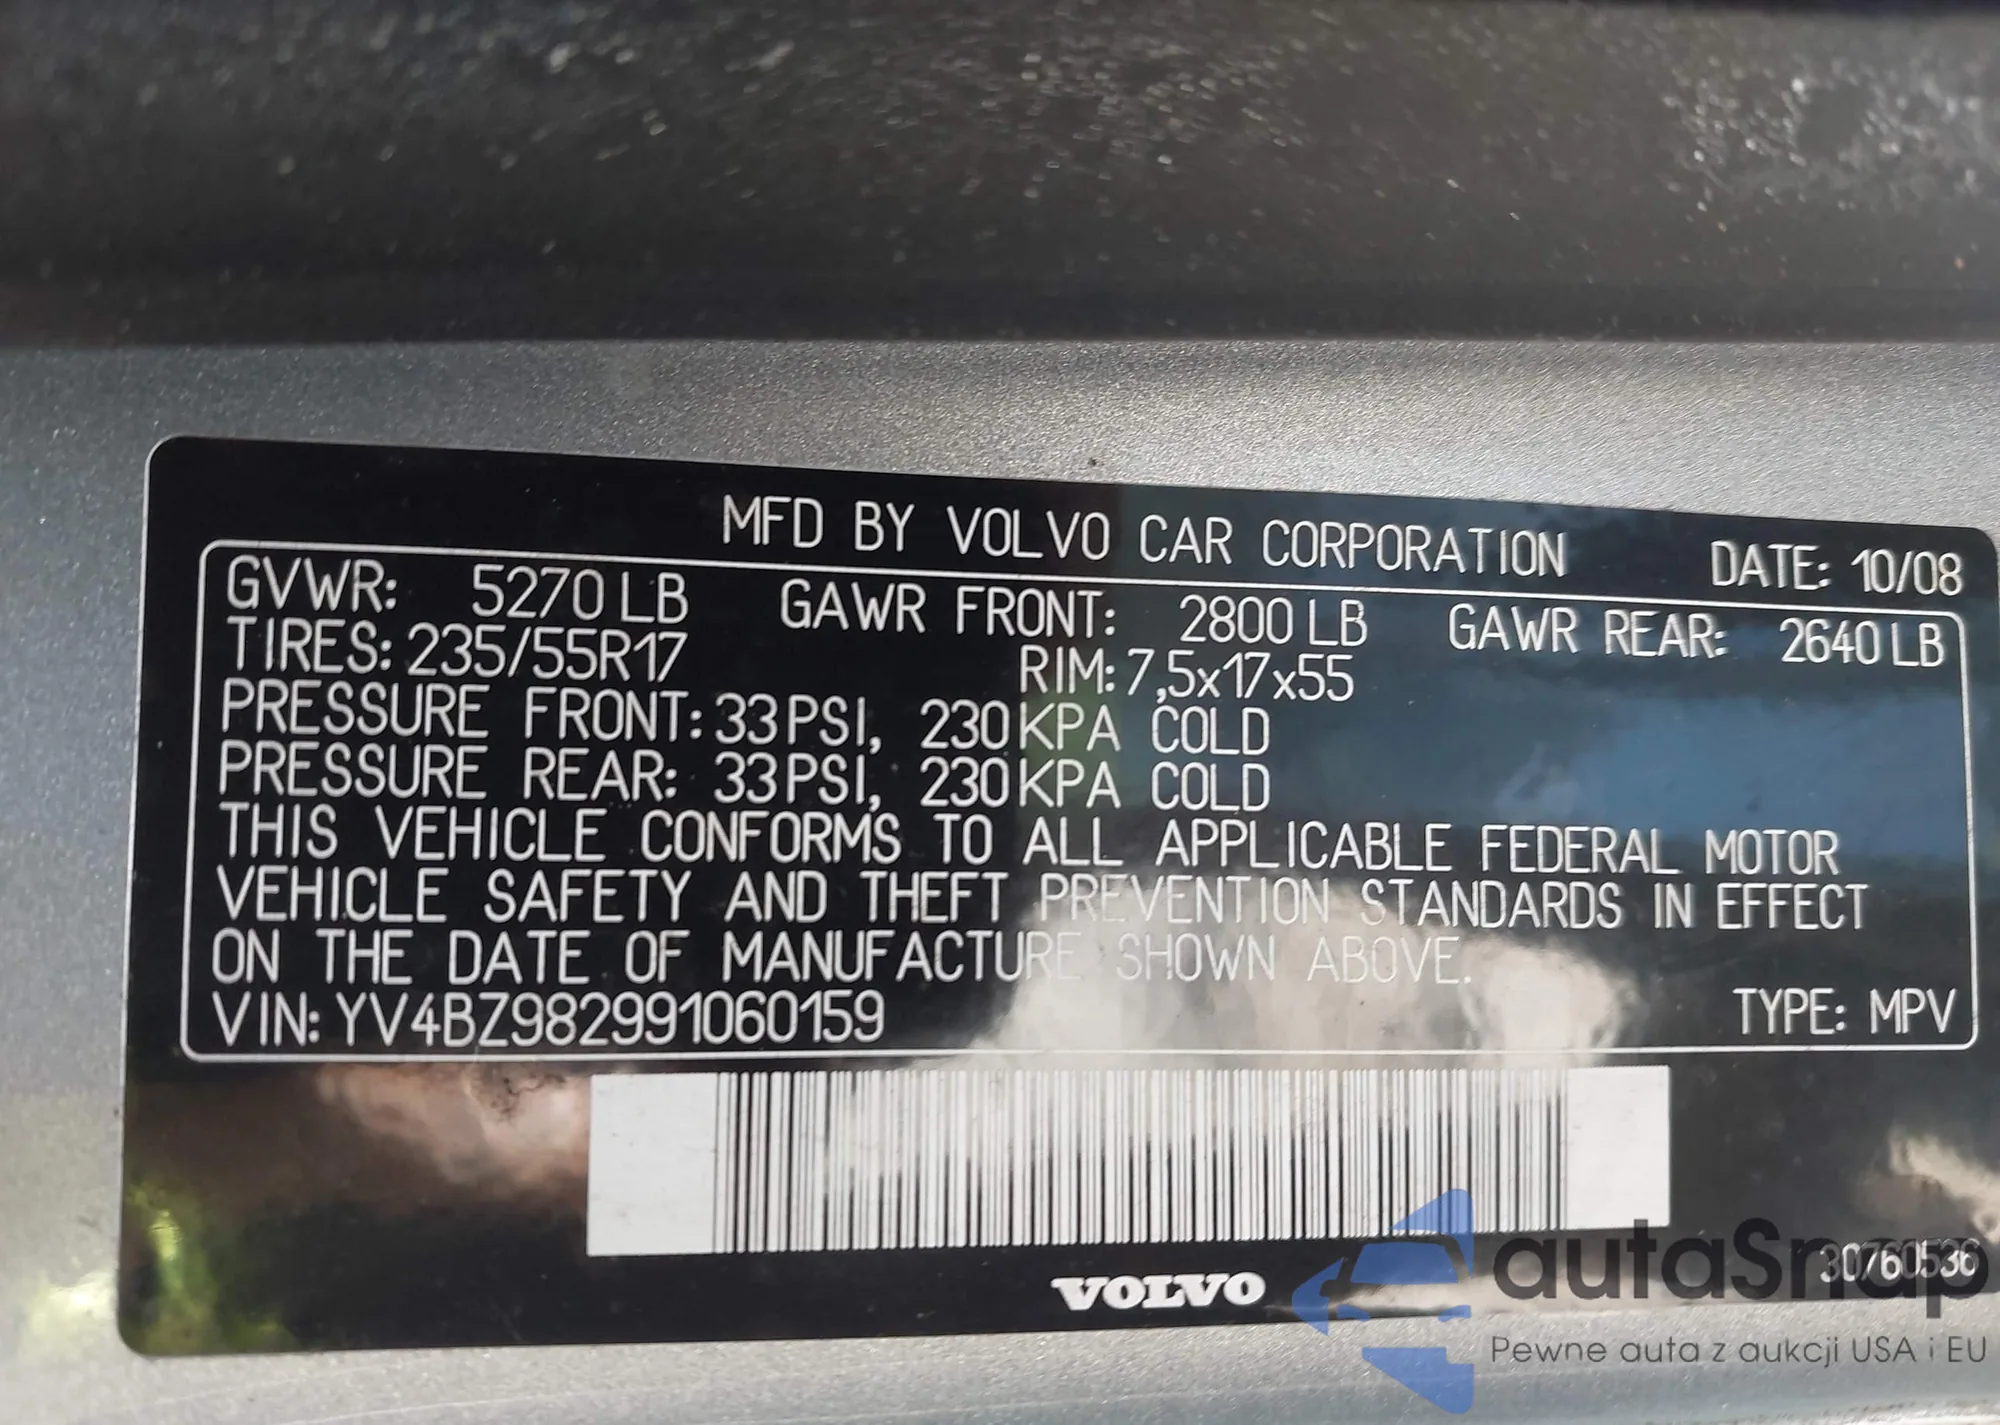 MFD BY VOLVO CAR CORPORATION DATE: 10/08
GVWR: 5270 LB GAWR FRONT: 2800 LB GAWR REAR: 2640 LB
TIRES: 235/55R17 RIM: 7,5x17x55
PRESSURE FRONT: 33 PSI, 230 KPA COLD
PRESSURE REAR: 33 PSI, 230 KPA COLD
THIS VEHICLE CONFORMS TO ALL APPLICABLE FEDERAL MOTOR
VEHICLE SAFETY AND THEFT PREVENTION STANDARDS IN EFFECT
ON THE DATE OF MANUFACTURE SHOWN ABOVE.
VIN: YV4BZ982991060159 TYPE: MPV
VOLVO
30760536
autaSnap
Pewne auta z aukcji USA i EU